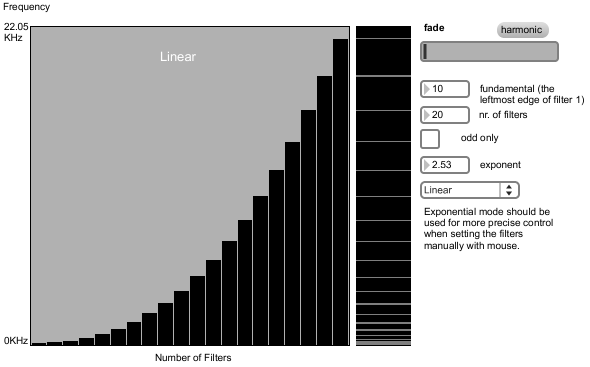 Frequency
22.05
KHz
Linear
0KHz
Number of Filters
fade
harmonic
10
fundamental (the
leftmost edge of filter 1)
20
nr. of filters
odd only
2.53
exponent
Linear
Exponential mode should be
used for more precise control
when setting the filters
manually with mouse.